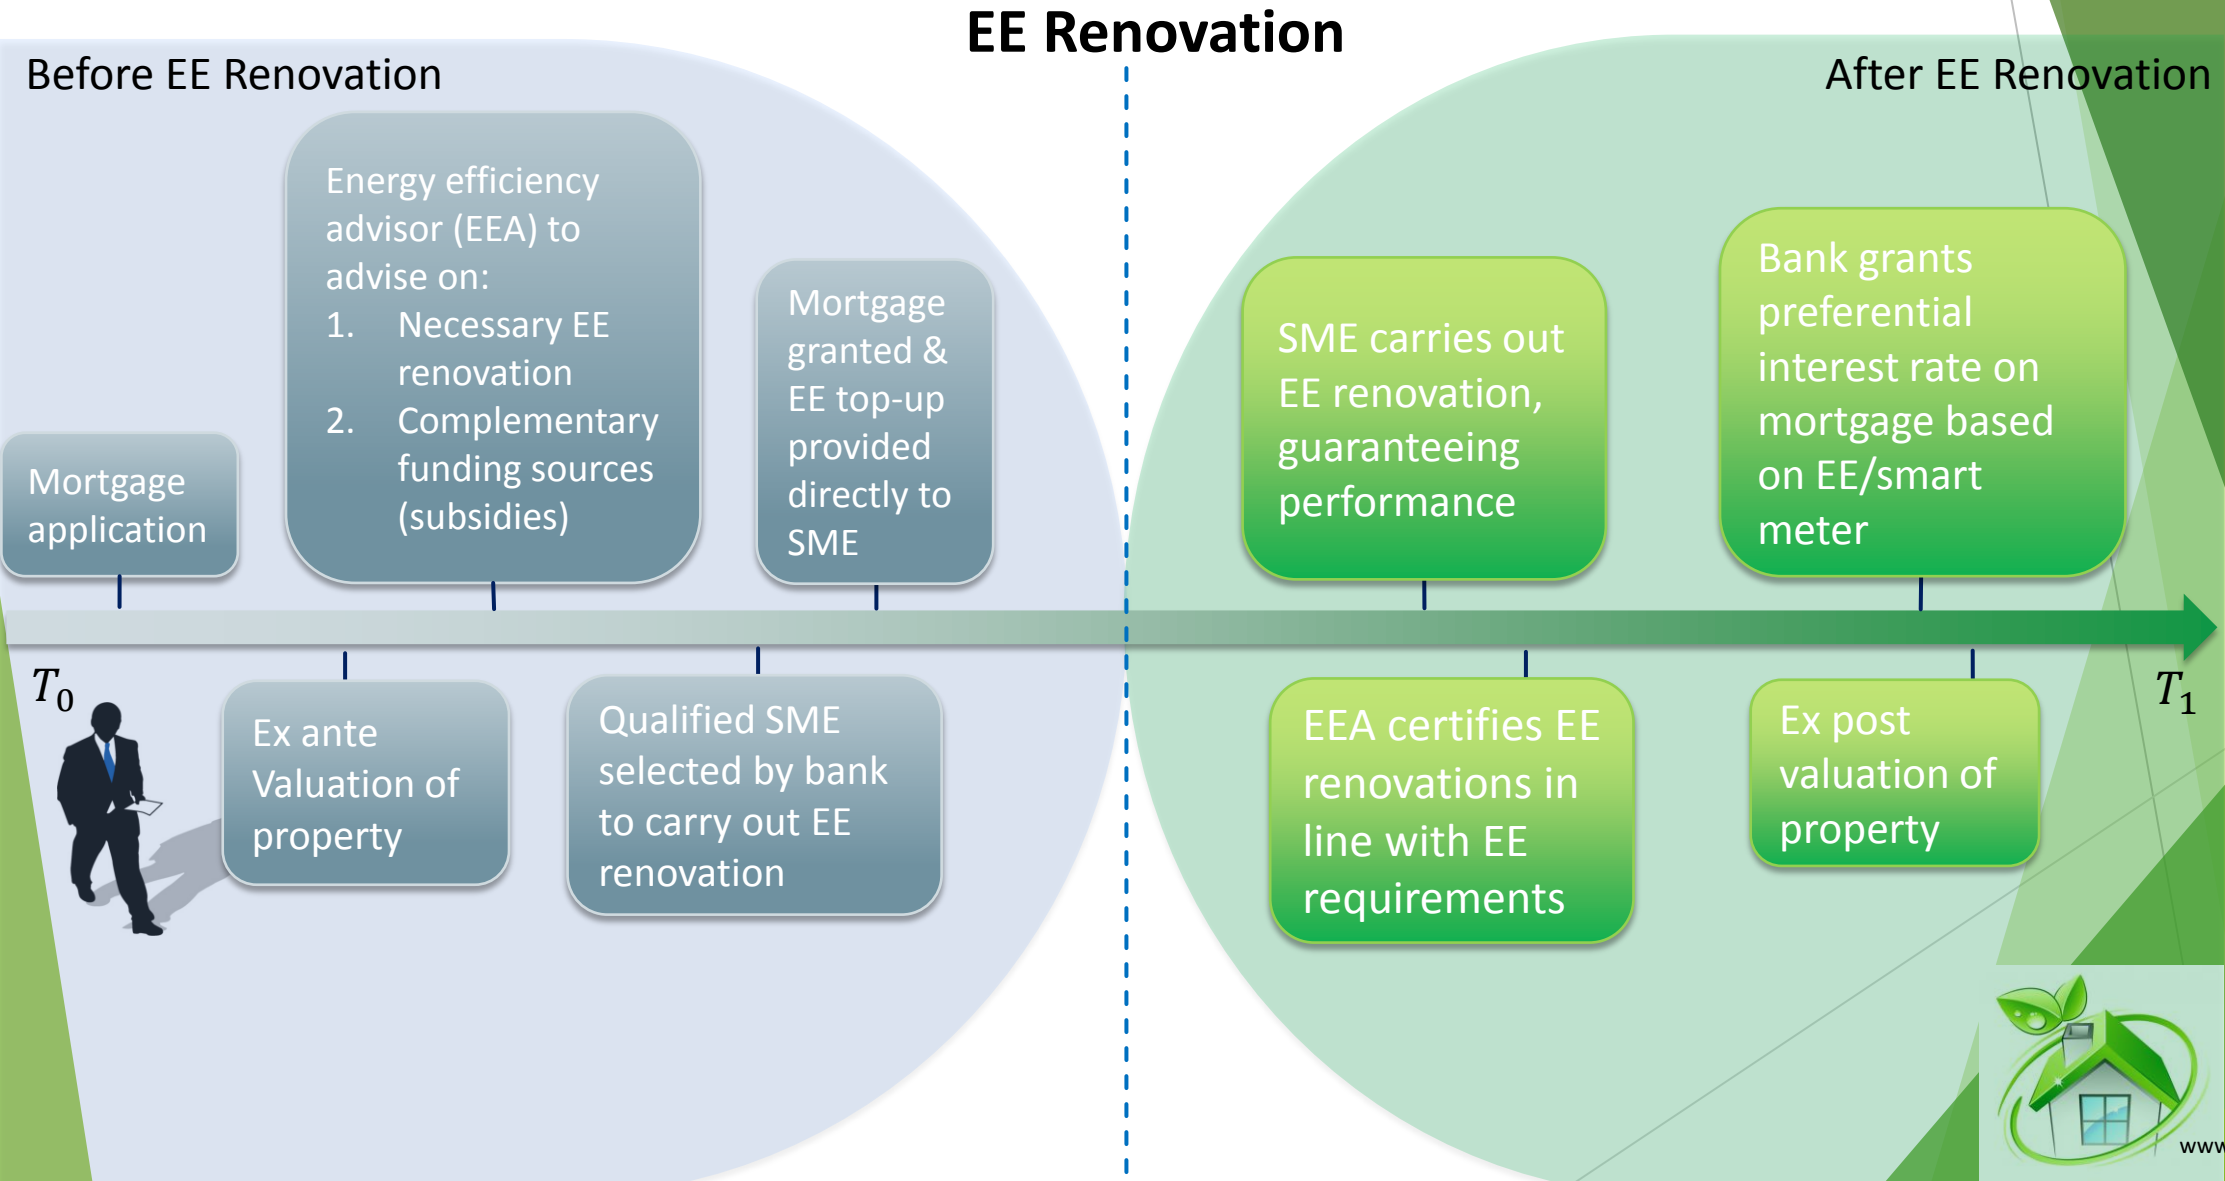 EE Renovation
Before EE Renovation
After EE Renovation
Mortgage
application
Energy efficiency
advisor (EEA) to
advise on:
1. Necessary EE
renovation
2. Complementary
funding sources
(subsidies)
Mortgage
granted &
EE top-up
provided
directly to
SME
SME carries out
EE renovation,
guaranteeing
performance
Bank grants
preferential
interest rate on
mortgage based
on EE/smart
meter
T0
Ex ante
Valuation of
property
Qualified SME
selected by bank
to carry out EE
renovation
EEA certifies EE
renovations in
line with EE
requirements
Ex post
valuation of
property
T1
www